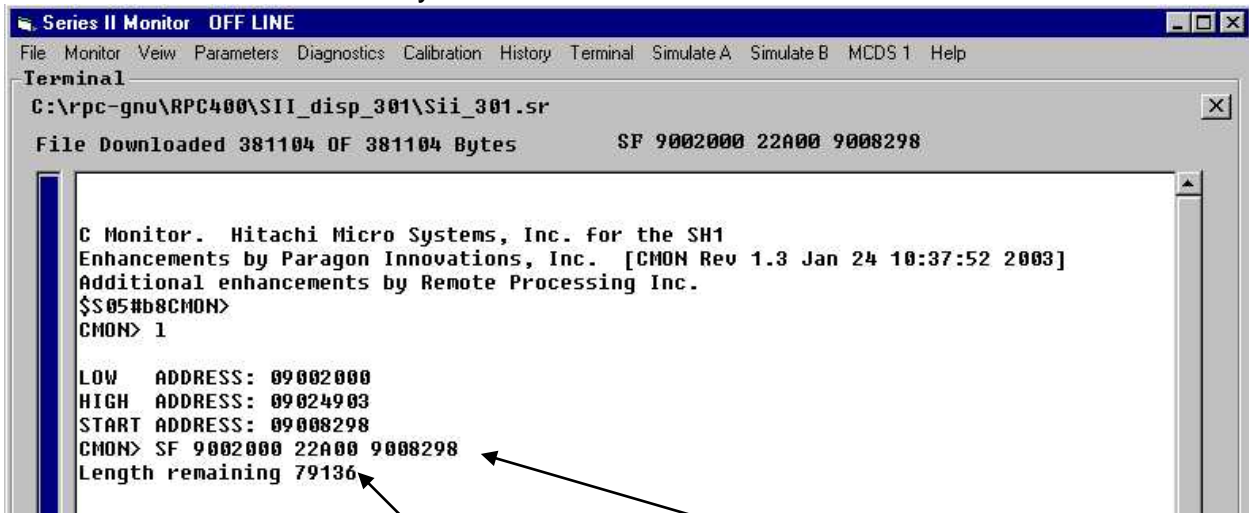 Series II Monitor OFF LINE
File Monitor Veiw Parameters Diagnostics Calibration History Terminal Simulate A Simulate B MCDS 1 Help
Terminal
C:\rpc-gnu\RPC400\SII_disp_301\Sii_301.sr
File Downloaded 381104 OF 381104 Bytes SF 9002000 22A00 9008298
C Monitor. Hitachi Micro Systems, Inc. for the SH1
Enhancements by Paragon Innovations, Inc. [CMON Rev 1.3 Jan 24 10:37:52 2003]
Additional enhancements by Remote Processing Inc.
$S05#b8CMON>
CMON> l
LOW ADDRESS: 09002000
HIGH ADDRESS: 09024903
START ADDRESS: 09008298
CMON> SF 9002000 22A00 9008298
Length remaining 79136